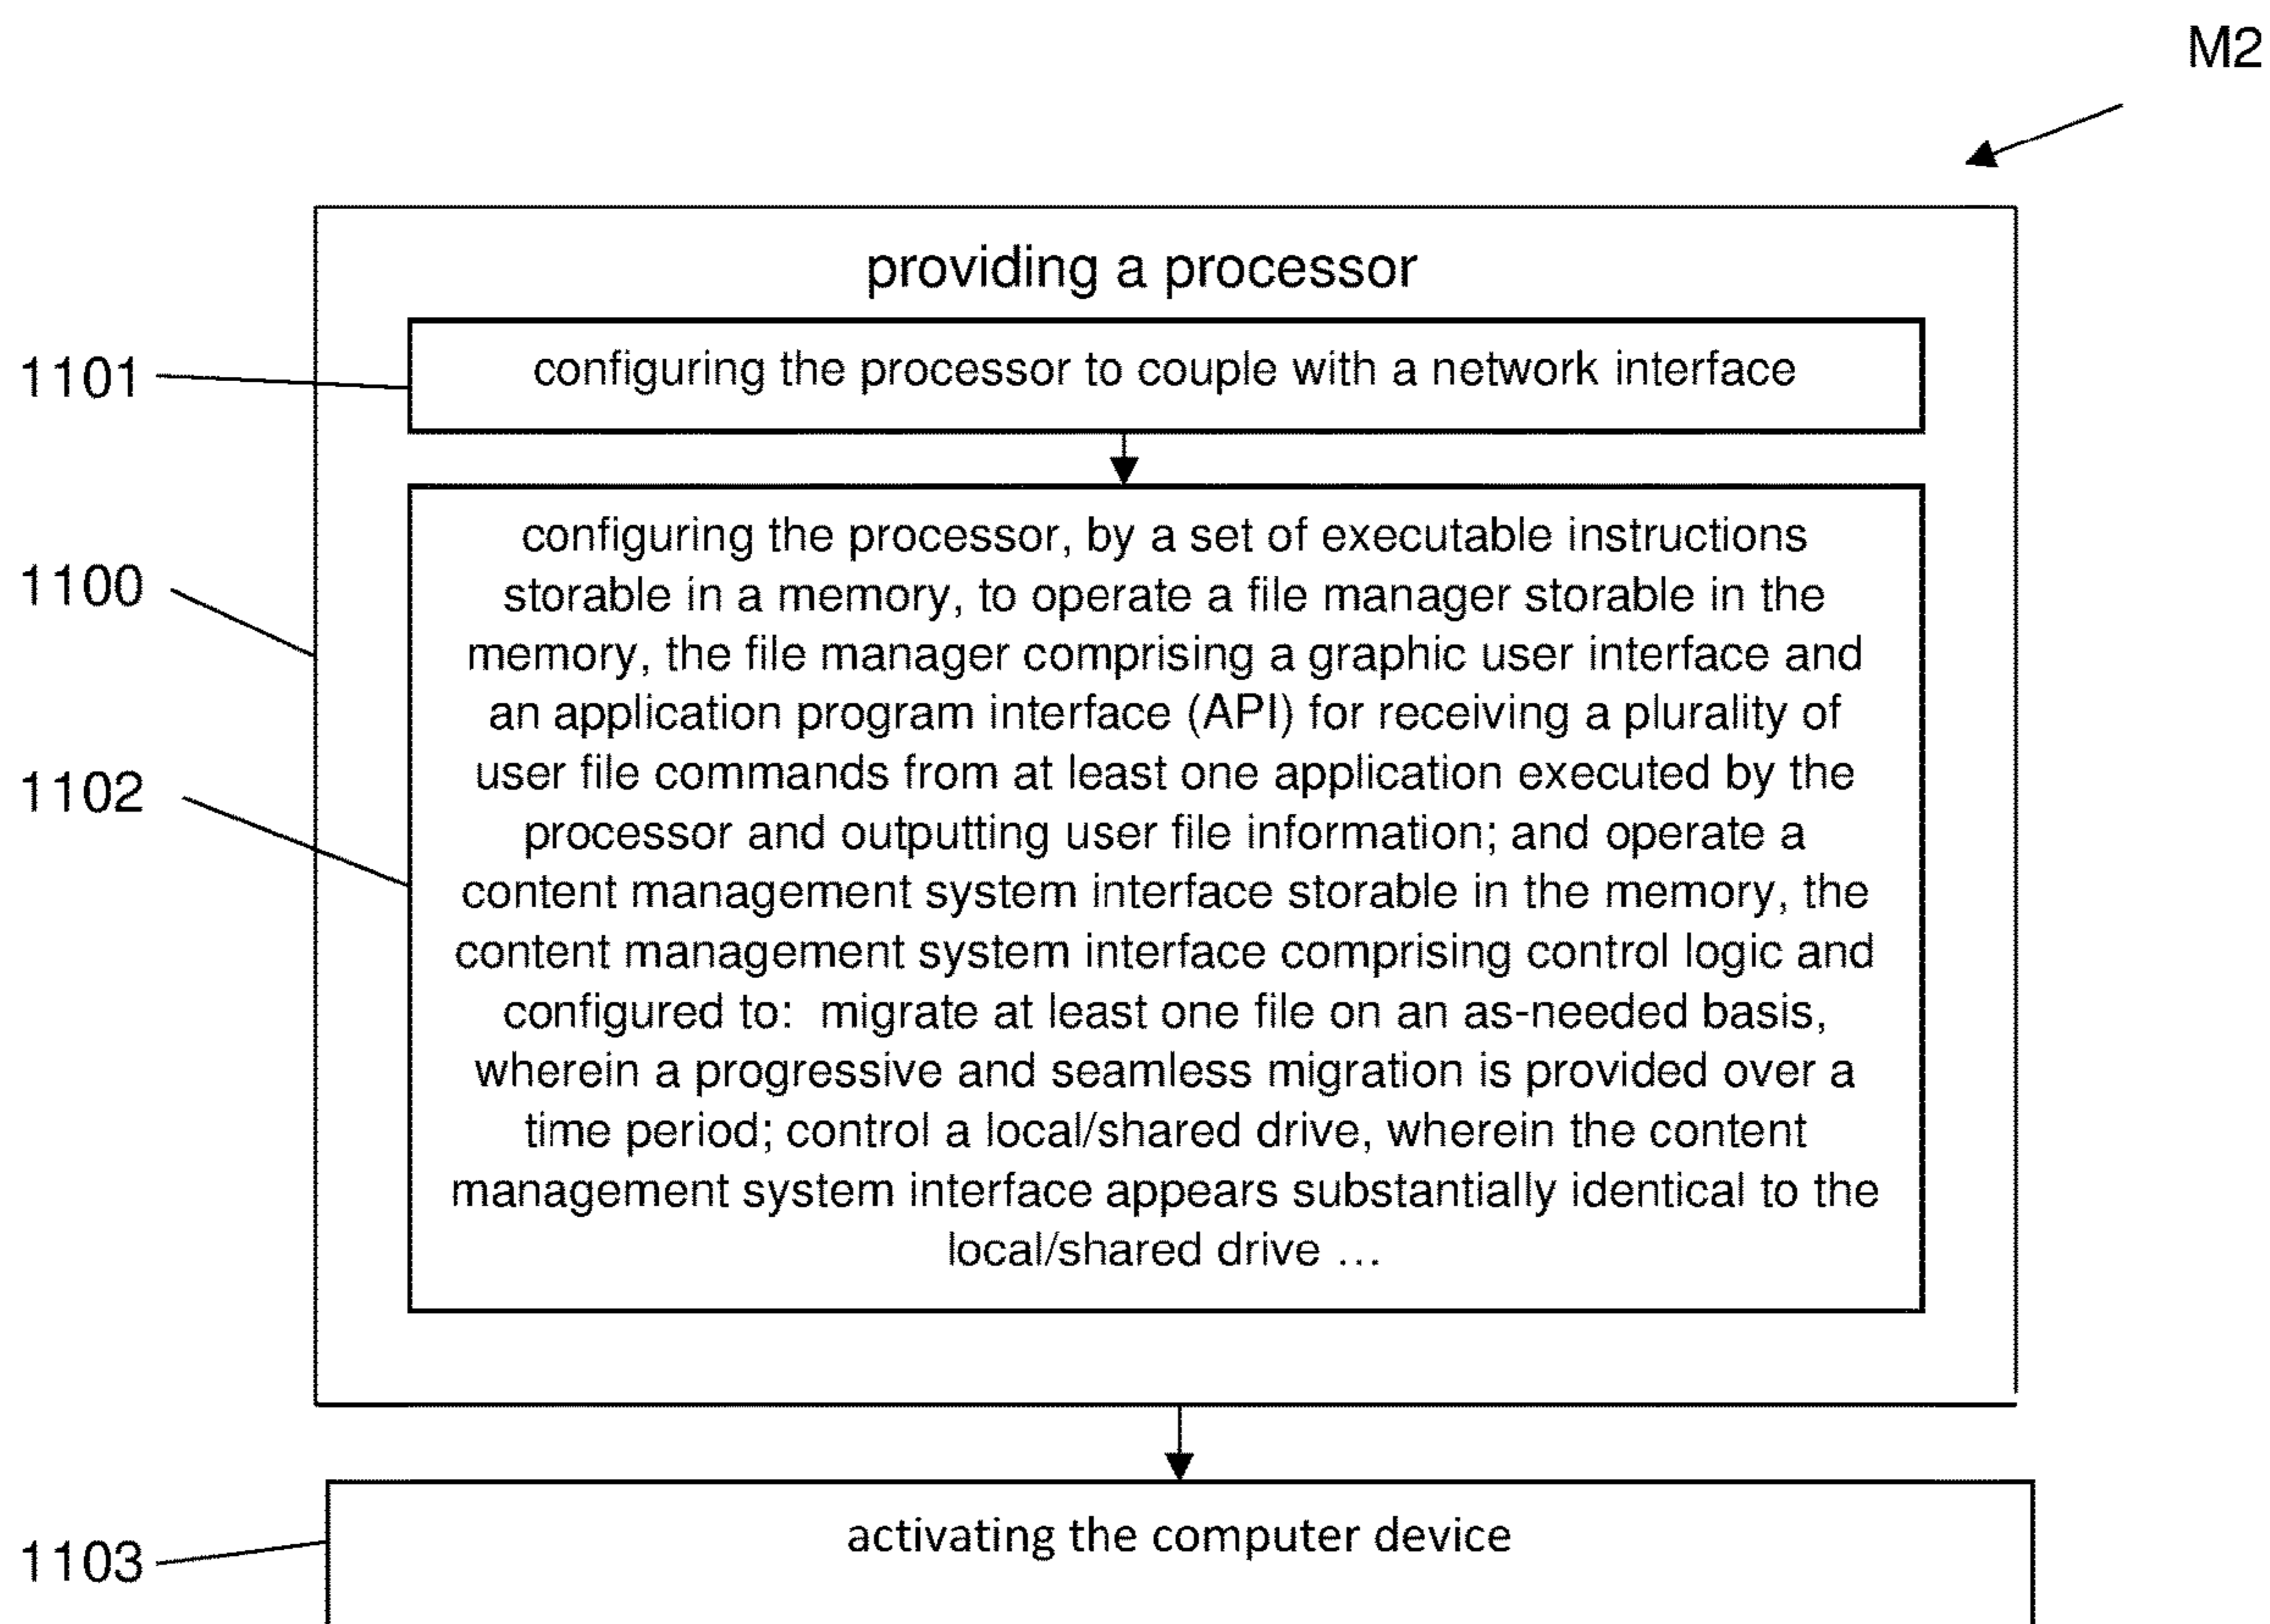 M2
providing a processor
1101
configuring the processor to couple with a network interface
1100
configuring the processor, by a set of executable instructions
storable in a memory, to operate a file manager storable in the
memory, the file manager comprising a graphic user interface and
an application program interface (API) for receiving a plurality of
1102
user file commands from at least one application executed by the
processor and outputting user file information; and operate a
content management system interface storable in the memory, the
content management system interface comprising control logic and
configured to:  migrate at least one file on an as-needed basis,
wherein a progressive and seamless migration is provided over a
time period; control a local/shared drive, wherein the content
management system interface appears substantially identical to the
local/shared drive ...
1103
activating the computer device